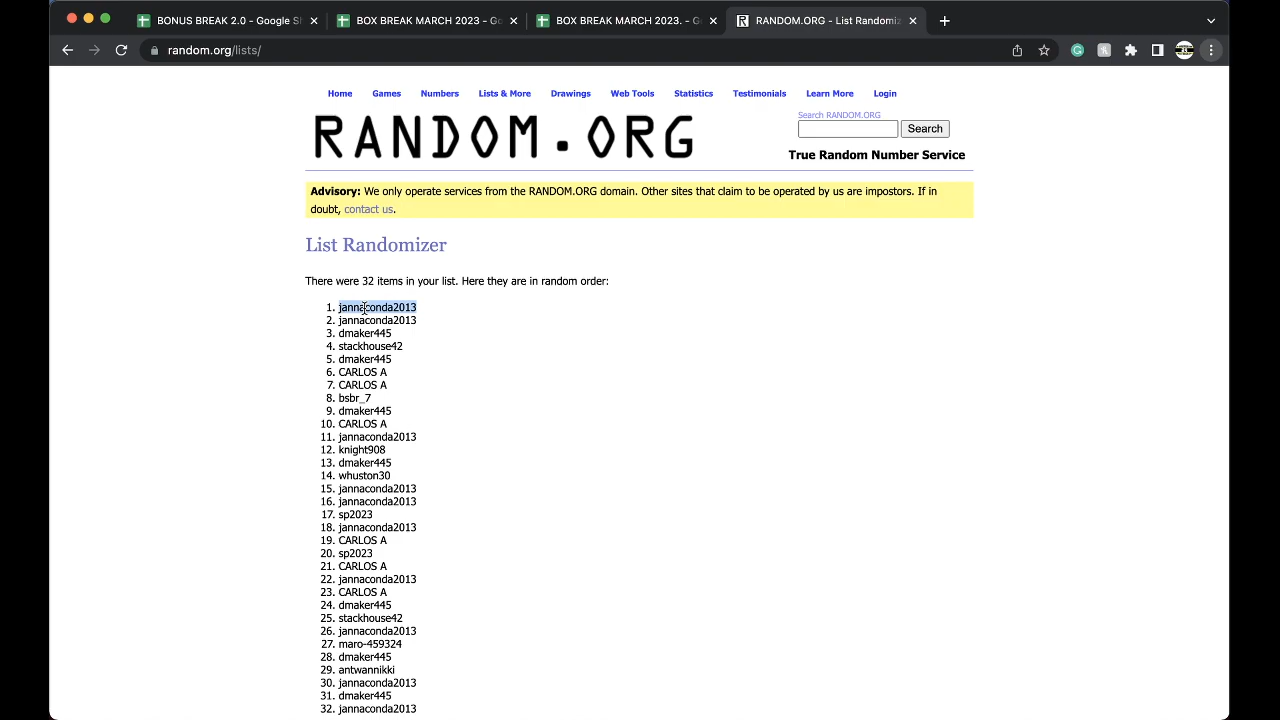 BONUS BREAK 2.0 - Google Sh
BOX BREAK MARCH 2023 - Go
BOX BREAK MARCH 2023. - G
RANDOM.ORG - List Randomiz
random.org/lists/
Home Games Numbers Lists & More Drawings Web Tools Statistics Testimonials Learn More Login
Search RANDOM.ORG
RANDOM.ORG
Search
True Random Number Service
Advisory: We only operate services from the RANDOM.ORG domain. Other sites that claim to be operated by us are impostors. If in
doubt, contact us.
List Randomizer
There were 32 items in your list. Here they are in random order:
1. jannaconda2013
2. jannaconda2013
3. dmaker445
4. stackhouse42
5. dmaker445
6. CARLOS A
7. CARLOS A
8. bsbr_7
9. dmaker445
10. CARLOS A
11. jannaconda2013
12. knight908
13. dmaker445
14. whuston30
15. jannaconda2013
16. jannaconda2013
17. sp2023
18. jannaconda2013
19. CARLOS A
20. sp2023
21. CARLOS A
22. jannaconda2013
23. CARLOS A
24. dmaker445
25. stackhouse42
26. jannaconda2013
27. maro-459324
28. dmaker445
29. antwannikki
30. jannaconda2013
31. dmaker445
32. jannaconda2013